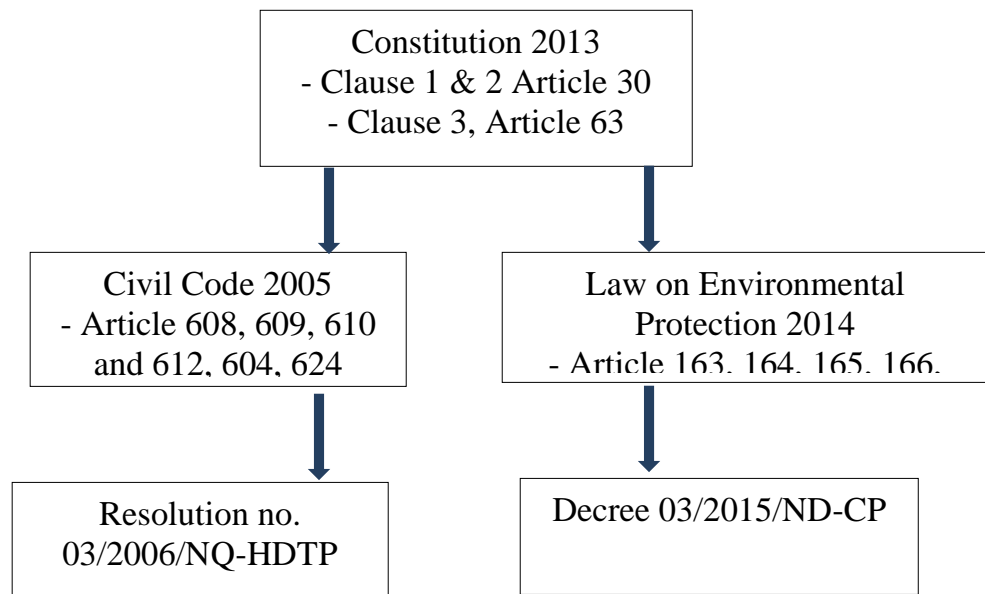 Constitution 2013
- Clause 1 & 2 Article 30
- Clause 3, Article 63
Civil Code 2005
- Article 608, 609, 610
and 612, 604, 624
Law on Environmental
Protection 2014
- Article 163, 164, 165, 166,
Resolution no.
03/2006/NQ-HDTP
Decree 03/2015/ND-CP